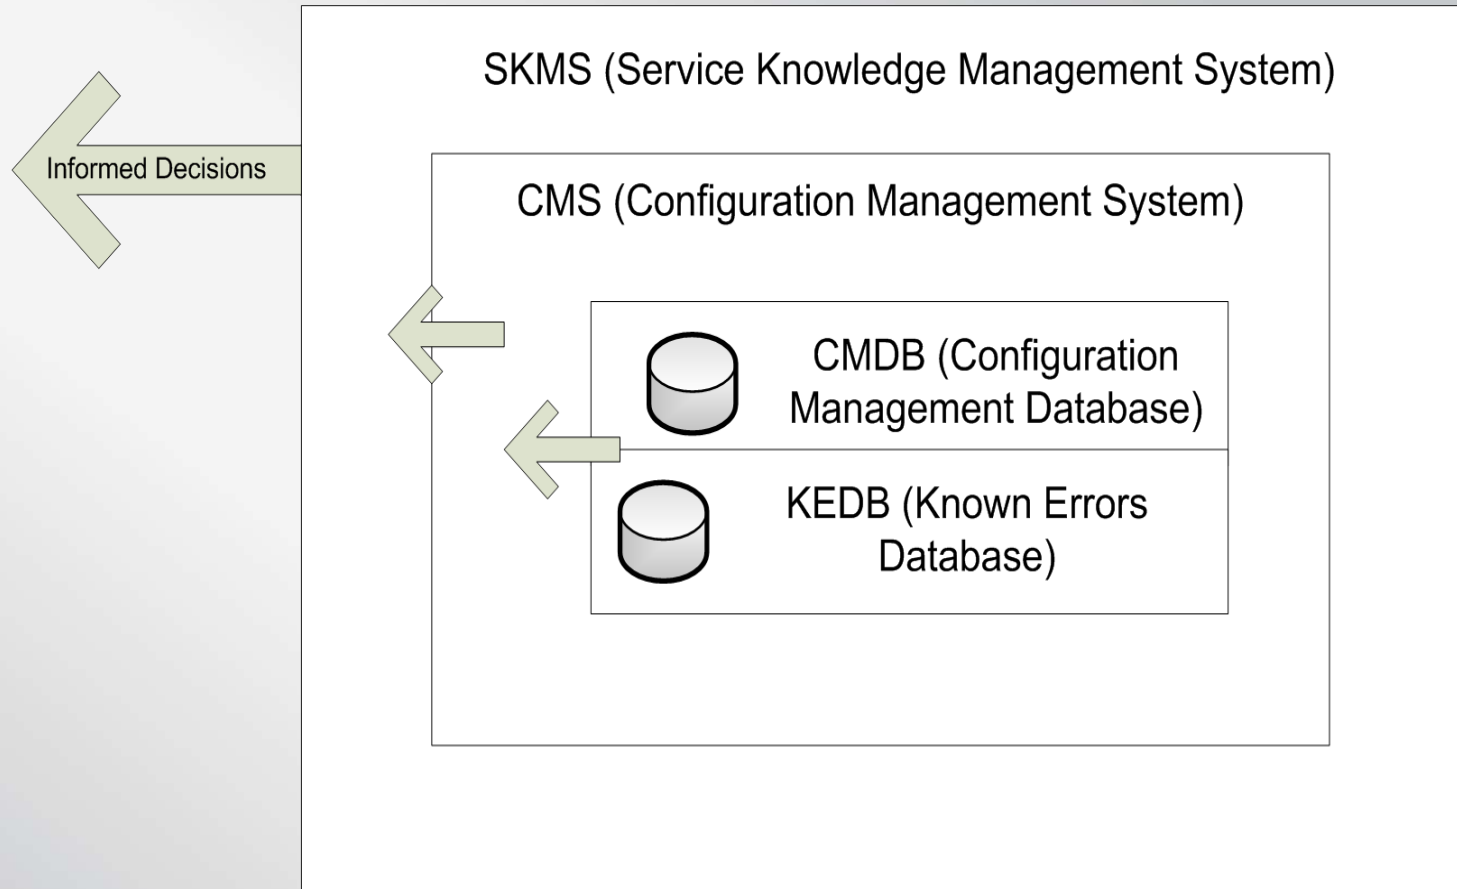 SKMS (Service Knowledge Management System)
Informed Decisions
CMS (Configuration Management System)
CMDB (Configuration
Management Database)
KEDB (Known Errors
Database)